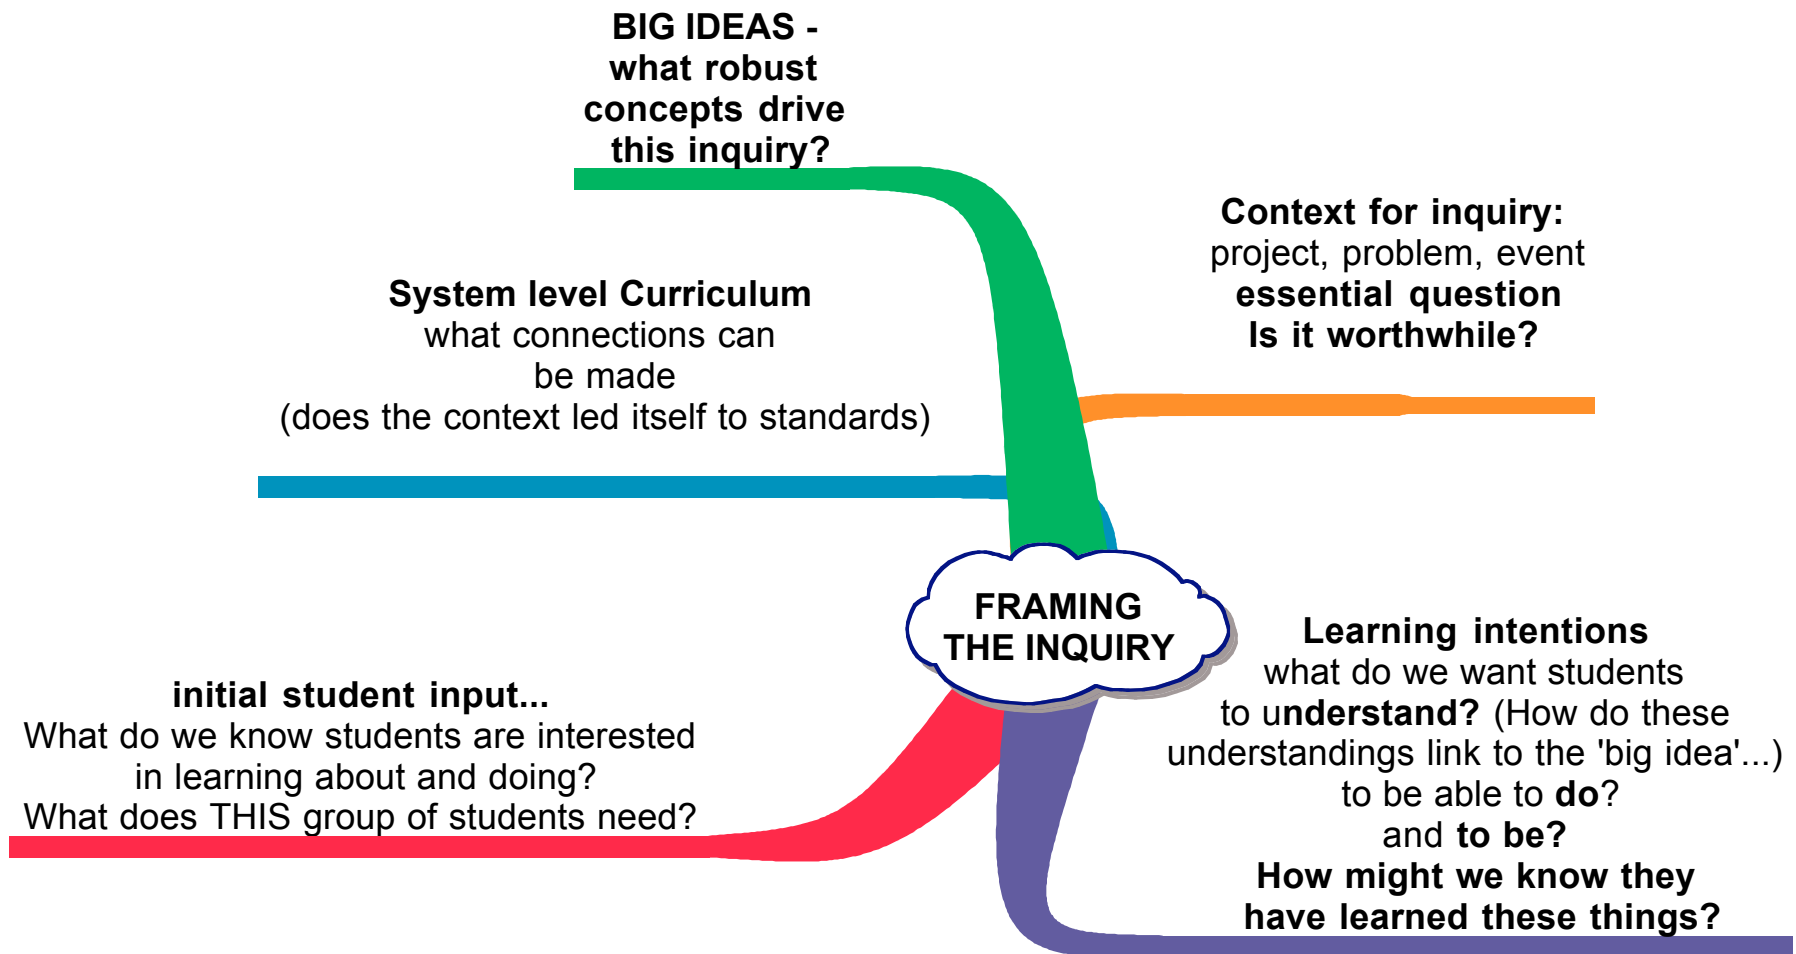 BIG IDEAS -
what robust
concepts drive
this inquiry?
Context for inquiry:
project, problem, event
essential question
Is it worthwhile?
System level Curriculum
what connections can
be made
(does the context led itself to standards)
FRAMING
THE INQUIRY
Learning intentions
what do we want students
to understand? (How do these
understandings link to the 'big idea'...)
to be able to do?
and to be?
How might we know they
have learned these things?
initial student input...
What do we know students are interested
in learning about and doing?
What does THIS group of students need?